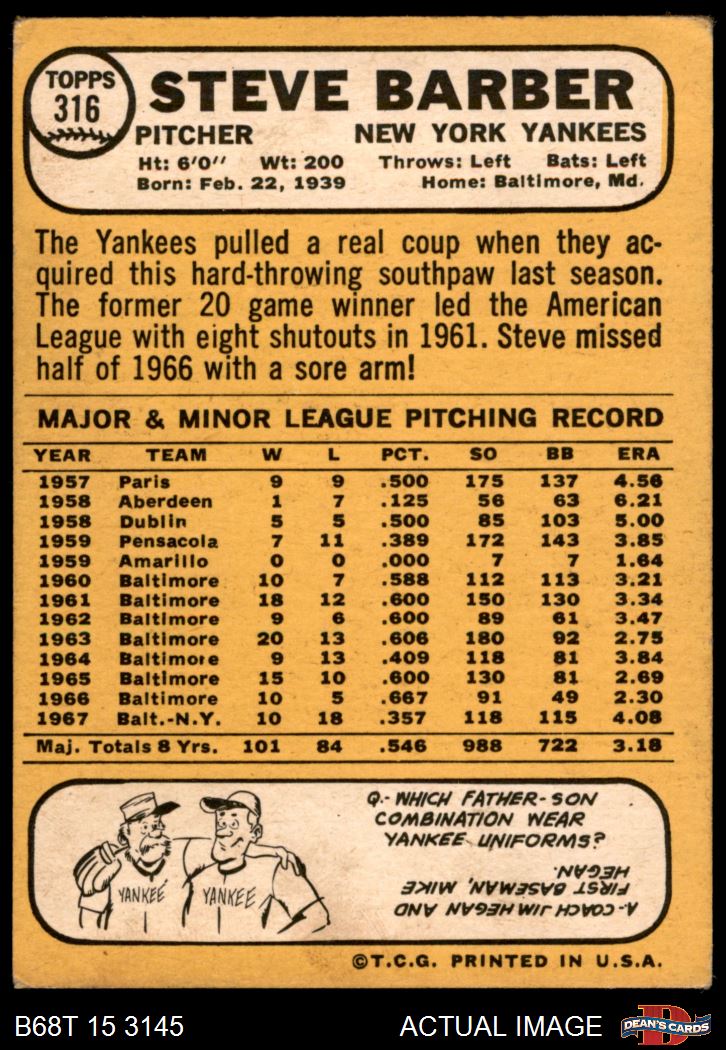 TOPPS
316
STEVE BARBER
PITCHER NEW YORK YANKEES
Ht: 6'0" Wt: 200 Throws: Left Bats: Left
Born: Feb. 22, 1939 Home: Baltimore, Md.
The Yankees pulled a real coup when they ac-
quired this hard-throwing southpaw last season.
The former 20 game winner led the American
League with eight shutouts in 1961. Steve missed
half of 1966 with a sore arm!
MAJOR & MINOR LEAGUE PITCHING RECORD
YEAR TEAM W L PCT. SO BB ERA
1957 Paris 9 9 .500 175 137 4.56
1958 Aberdeen 1 7 .125 56 63 6.21
1958 Dublin 5 5 .500 85 103 5.00
1959 Pensacola 7 11 .389 172 143 3.85
1959 Amarillo 0 0 .000 7 7 1.64
1960 Baltimore 10 7 .588 112 113 3.21
1961 Baltimore 18 12 .600 150 130 3.34
1962 Baltimore 9 6 .600 89 61 3.47
1963 Baltimore 20 13 .606 180 92 2.75
1964 Baltimore 9 13 .409 118 81 3.84
1965 Baltimore 15 10 .600 130 81 2.69
1966 Baltimore 10 5 .667 91 49 2.30
1967 Balt.-N.Y. 10 18 .357 118 115 4.08
Maj. Totals 8 Yrs. 101 84 .546 988 722 3.18
YANKEE YANKEE
Q.- WHICH FATHER-SON
COMBINATION WEAR
YANKEE UNIFORMS?
A.- COACH JIM HEGAN AND
FIRST BASEMAN, MIKE
HEGAN.
©T.C.G. PRINTED IN U.S.A.
B68T 15 3145 ACTUAL IMAGE
DEAN'S CARDS